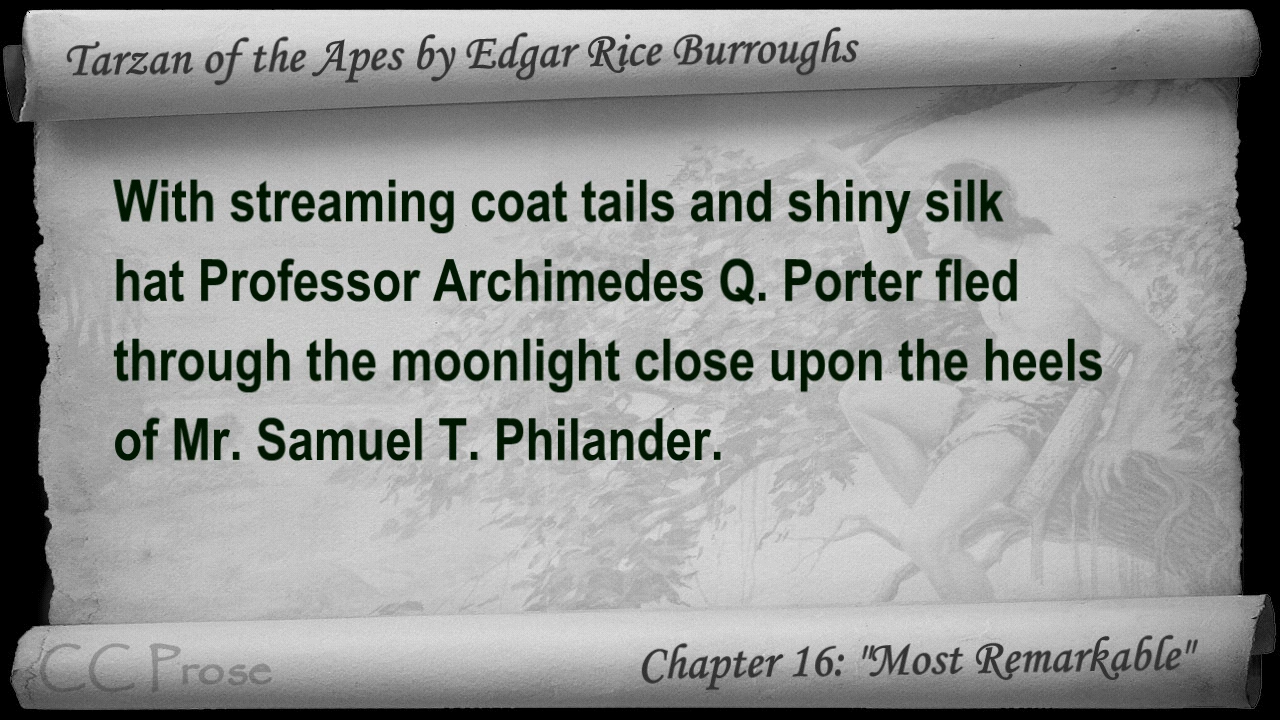 Tarzan of the Apes by Edgar Rice Burroughs
With streaming coat tails and shiny silk
hat Professor Archimedes Q. Porter fled
through the moonlight close upon the heels
of Mr. Samuel T. Philander.
CC Prose
Chapter 16: "Most Remarkable"